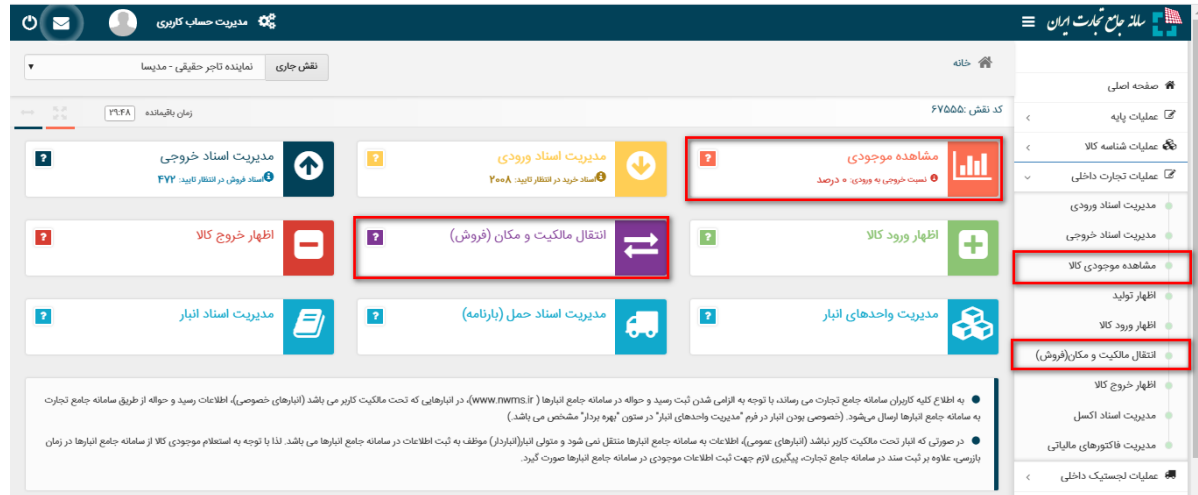 سامانه جامع تجارت ایران
مدیریت حساب کاربری
خانه
نقش جاری
نماینده تاجر حقیقی - مدیسا
کد نقش :۶۷۵۵۵
زمان باقیمانده ۲۹:۴۸
صفحه اصلی
عملیات پایه
عملیات شناسه کالا
عملیات تجارت داخلی
مدیریت اسناد ورودی
مدیریت اسناد خروجی
مشاهده موجودی کالا
اظهار تولید
اظهار ورود کالا
انتقال مالکیت و مکان(فروش)
اظهار خروج کالا
مدیریت اسناد اکسل
مدیریت فاکتورهای مالیاتی
عملیات لجستیک داخلی
مشاهده موجودی
نسبت خروجی به ورودی: ۰ درصد
?
مدیریت اسناد ورودی
اسناد خرید در انتظار تایید: ۲۰۰۸
?
مدیریت اسناد خروجی
اسناد فروش در انتظار تایید: ۴۷۲
?
اظهار ورود کالا
?
انتقال مالکیت و مکان (فروش)
?
اظهار خروج کالا
?
مدیریت واحدهای انبار
?
مدیریت اسناد حمل (بارنامه)
?
مدیریت اسناد انبار
?
به اطلاع کلیه کاربران سامانه جامع تجارت می رساند، با توجه به الزامی شدن ثبت رسید و حواله در سامانه جامع انبارها ( www.nwms.ir)، در انبارهایی که تحت مالکیت کاربر می باشد (انبارهای خصوصی)، اطلاعات رسید و حواله از طریق سامانه جامع تجارت
به سامانه جامع انبارها ارسال می‌شود. (خصوصی بودن انبار در فرم "مدیریت واحدهای انبار" در ستون "بهره بردار" مشخص می باشد.)
در صورتی که انبار تحت مالکیت کاربر نباشد (انبارهای عمومی)، اطلاعات به سامانه جامع انبارها منتقل نمی شود و متولی انبار(انباردار) موظف به ثبت اطلاعات در سامانه جامع انبارها می باشد. لذا با توجه به استعلام موجودی کالا از سامانه جامع انبارها در زمان
بازرسی، علاوه بر ثبت سند در سامانه جامع تجارت، پیگیری لازم جهت ثبت اطلاعات موجودی در سامانه جامع انبارها صورت گیرد.